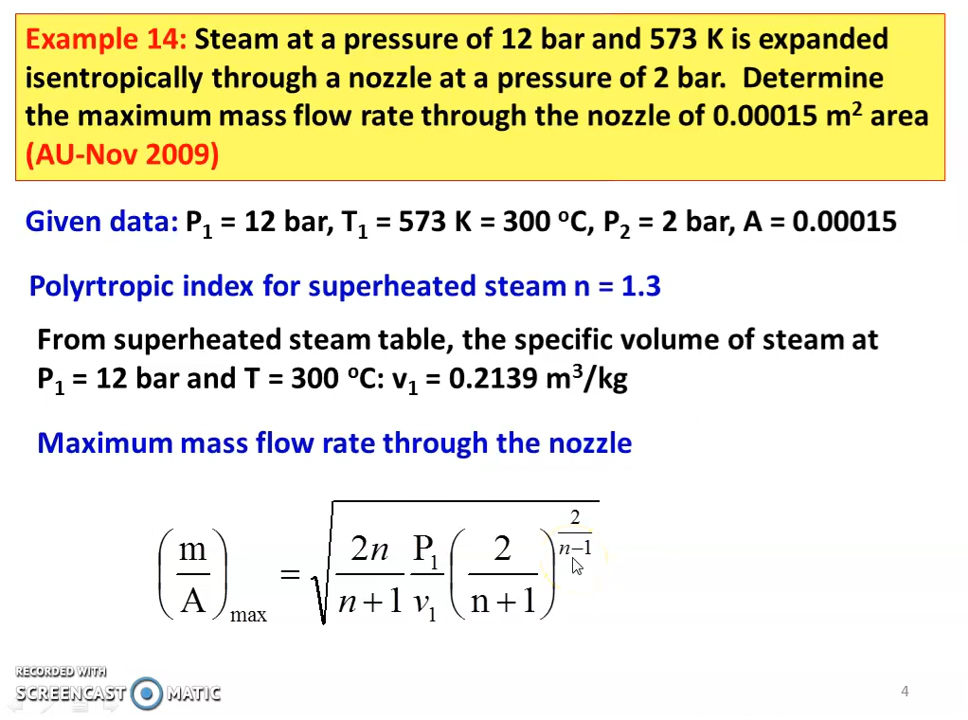 Example 14: Steam at a pressure of 12 bar and 573 K is expanded
isentropically through a nozzle at a pressure of 2 bar. Determine
the maximum mass flow rate through the nozzle of 0.00015 m² area
(AU-Nov 2009)
Given data: P₁ = 12 bar, T₁ = 573 K = 300 ᵒC, P₂ = 2 bar, A = 0.00015
Polyrtropic index for superheated steam n = 1.3
From superheated steam table, the specific volume of steam at
P₁ = 12 bar and T = 300 ᵒC: v₁ = 0.2139 m³/kg
Maximum mass flow rate through the nozzle
(m/A)max = √(2n/(n+1) P₁/v₁ (2/(n+1))^(2/(n−1)))
RECORDED WITH
SCREENCAST MATIC
4